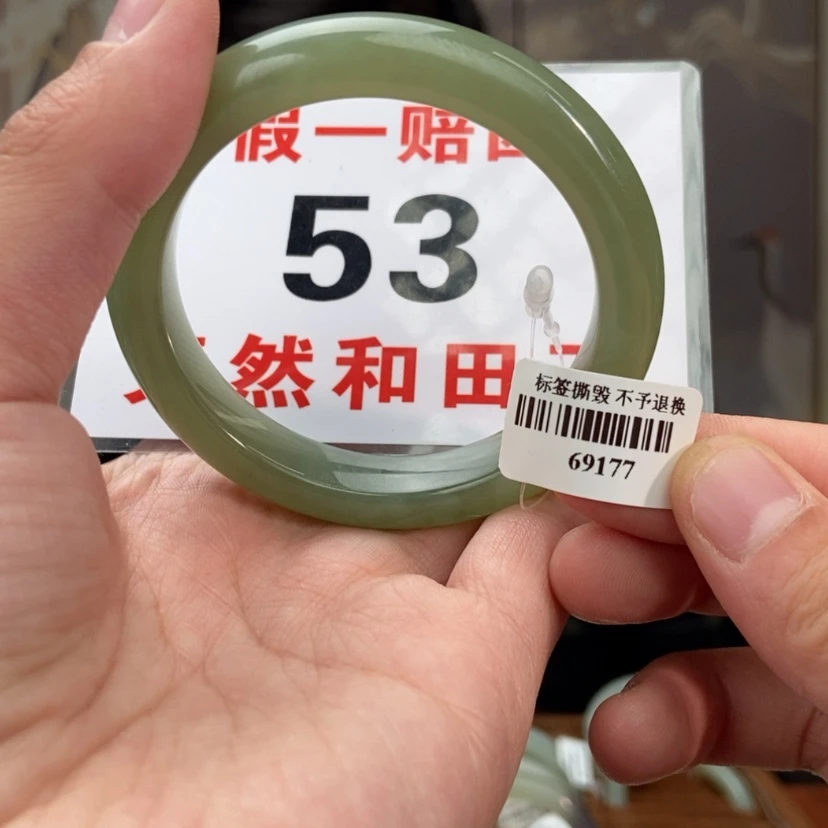 假一赔
53
然和田
标签撕毁 不予退换
69177